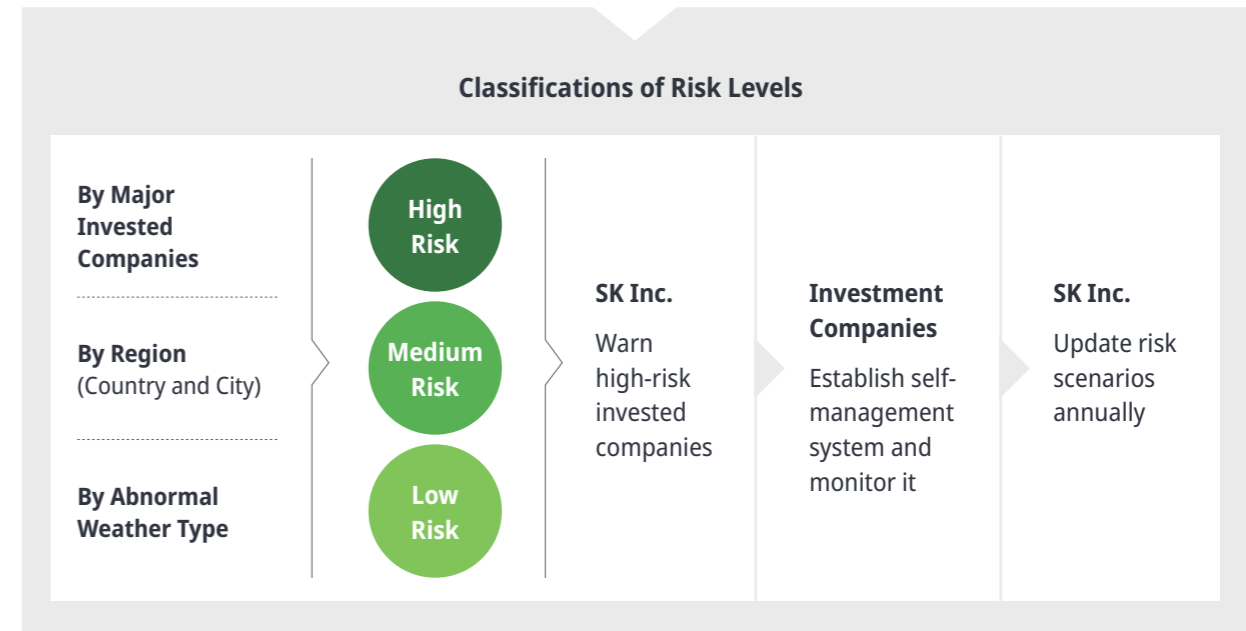 Classifications of Risk Levels
By Major
Invested
Companies
By Region
(Country and City)
By Abnormal
Weather Type
High
Risk
Medium
Risk
Low
Risk
SK Inc.
Warn
high-risk
invested
companies
Investment
Companies
Establish self-
management
system and
monitor it
SK Inc.
Update risk
scenarios
annually